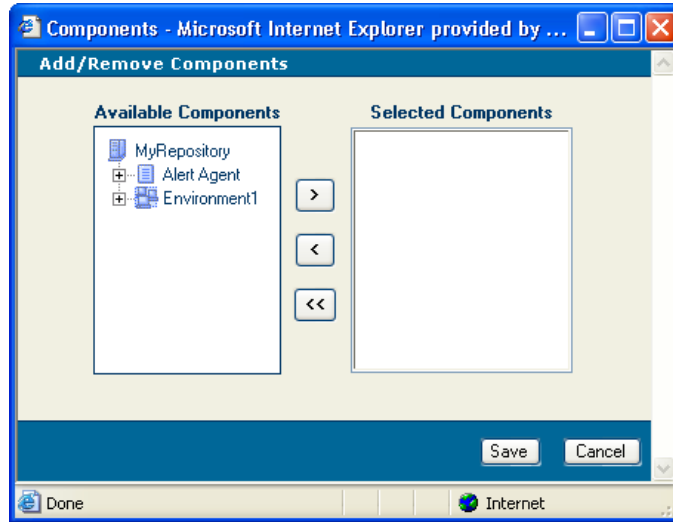 Components - Microsoft Internet Explorer provided by ...
Add/Remove Components
Available Components
Selected Components
MyRepository
Alert Agent
Environment1
>
<
<<
Save
Cancel
Done
Internet